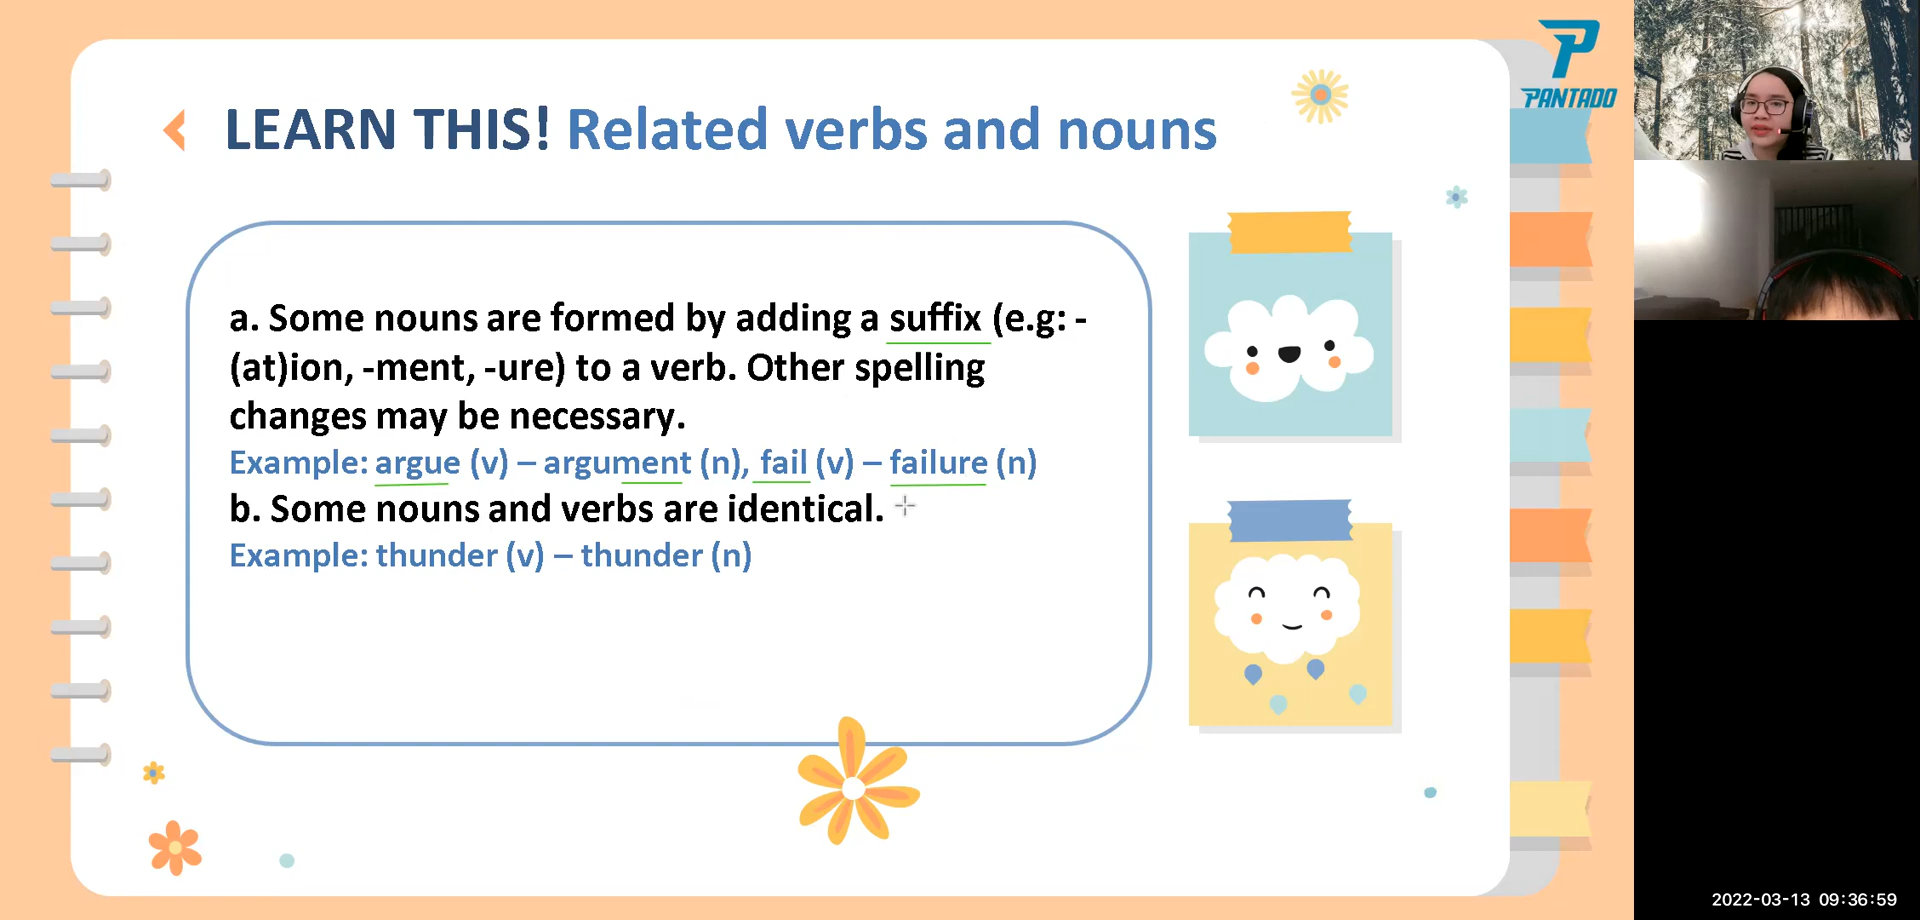 LEARN THIS! Related verbs and nouns
P
PANTADO
a. Some nouns are formed by adding a suffix (e.g: -
(at)ion, -ment, -ure) to a verb. Other spelling
changes may be necessary.
Example: argue (v) – argument (n), fail (v) – failure (n)
b. Some nouns and verbs are identical.
Example: thunder (v) – thunder (n)
2022-03-13 09:36:59